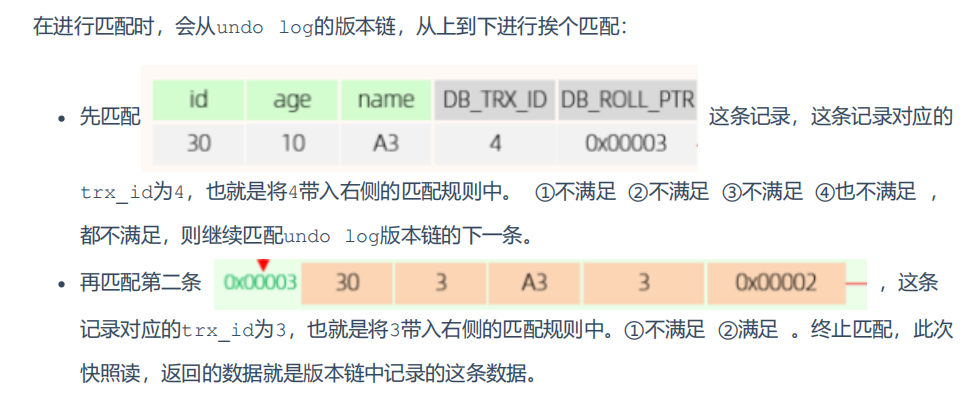 在进行匹配时，会从undo log的版本链，从上到下进行挨个匹配：
id age name DB_TRX_ID DB_ROLL_PTR
• 先匹配 30 10 A3 4 0x00003 这条记录，这条记录对应的
trx_id为4，也就是将4带入右侧的匹配规则中。 ①不满足 ②不满足 ③不满足 ④也不满足 ，
都不满足，则继续匹配undo log版本链的下一条。
• 再匹配第二条 0x00003 30 3 A3 3 0x00002 ，这条
记录对应的trx_id为3，也就是将3带入右侧的匹配规则中。①不满足 ②满足 。终止匹配，此次
快照读，返回的数据就是版本链中记录的这条数据。